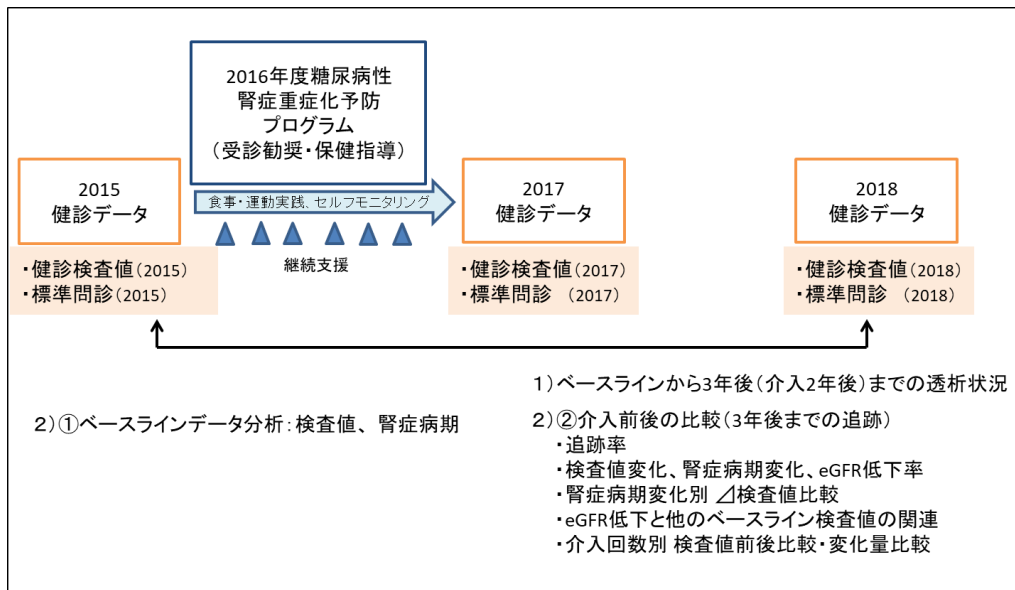 2016年度糖尿病性
腎症重症化予防
プログラム
(受診勧奨・保健指導)
2015
健診データ
食事・運動実践、セルフモニタリング
継続支援
2017
健診データ
2018
健診データ
・健診検査値(2015)
・標準問診(2015)
・健診検査値(2017)
・標準問診 (2017)
・健診検査値(2018)
・標準問診 (2018)
1)ベースラインから3年後(介入2年後)までの透析状況
2)①ベースラインデータ分析:検査値、腎症病期
2)②介入前後の比較(3年後までの追跡)
・追跡率
・検査値変化、腎症病期変化、eGFR低下率
・腎症病期変化別 ⊿検査値比較
・eGFR低下と他のベースライン検査値の関連
・介入回数別 検査値前後比較・変化量比較